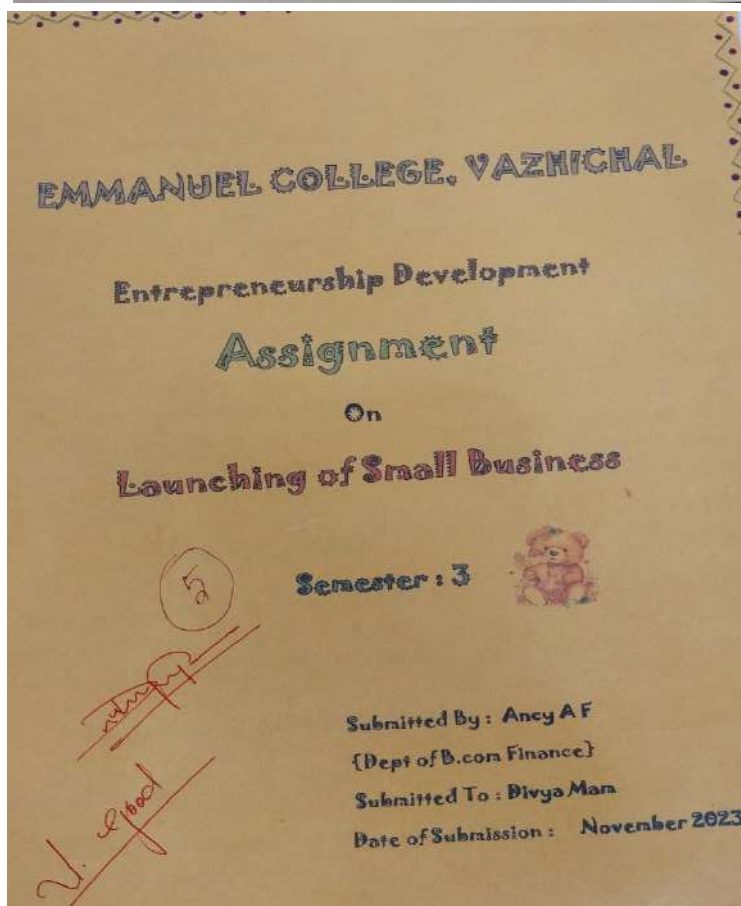 EMMANUEL COLLEGE, VAZHICHAL
Entrepreneurship Development
Assignment
On
Launching of Small Business
5
Semester : 3
Submitted By : Ancy A F
{Dept of B.com Finance}
Submitted To : Divya Mam
Date of Submission : November 2023
V. Good